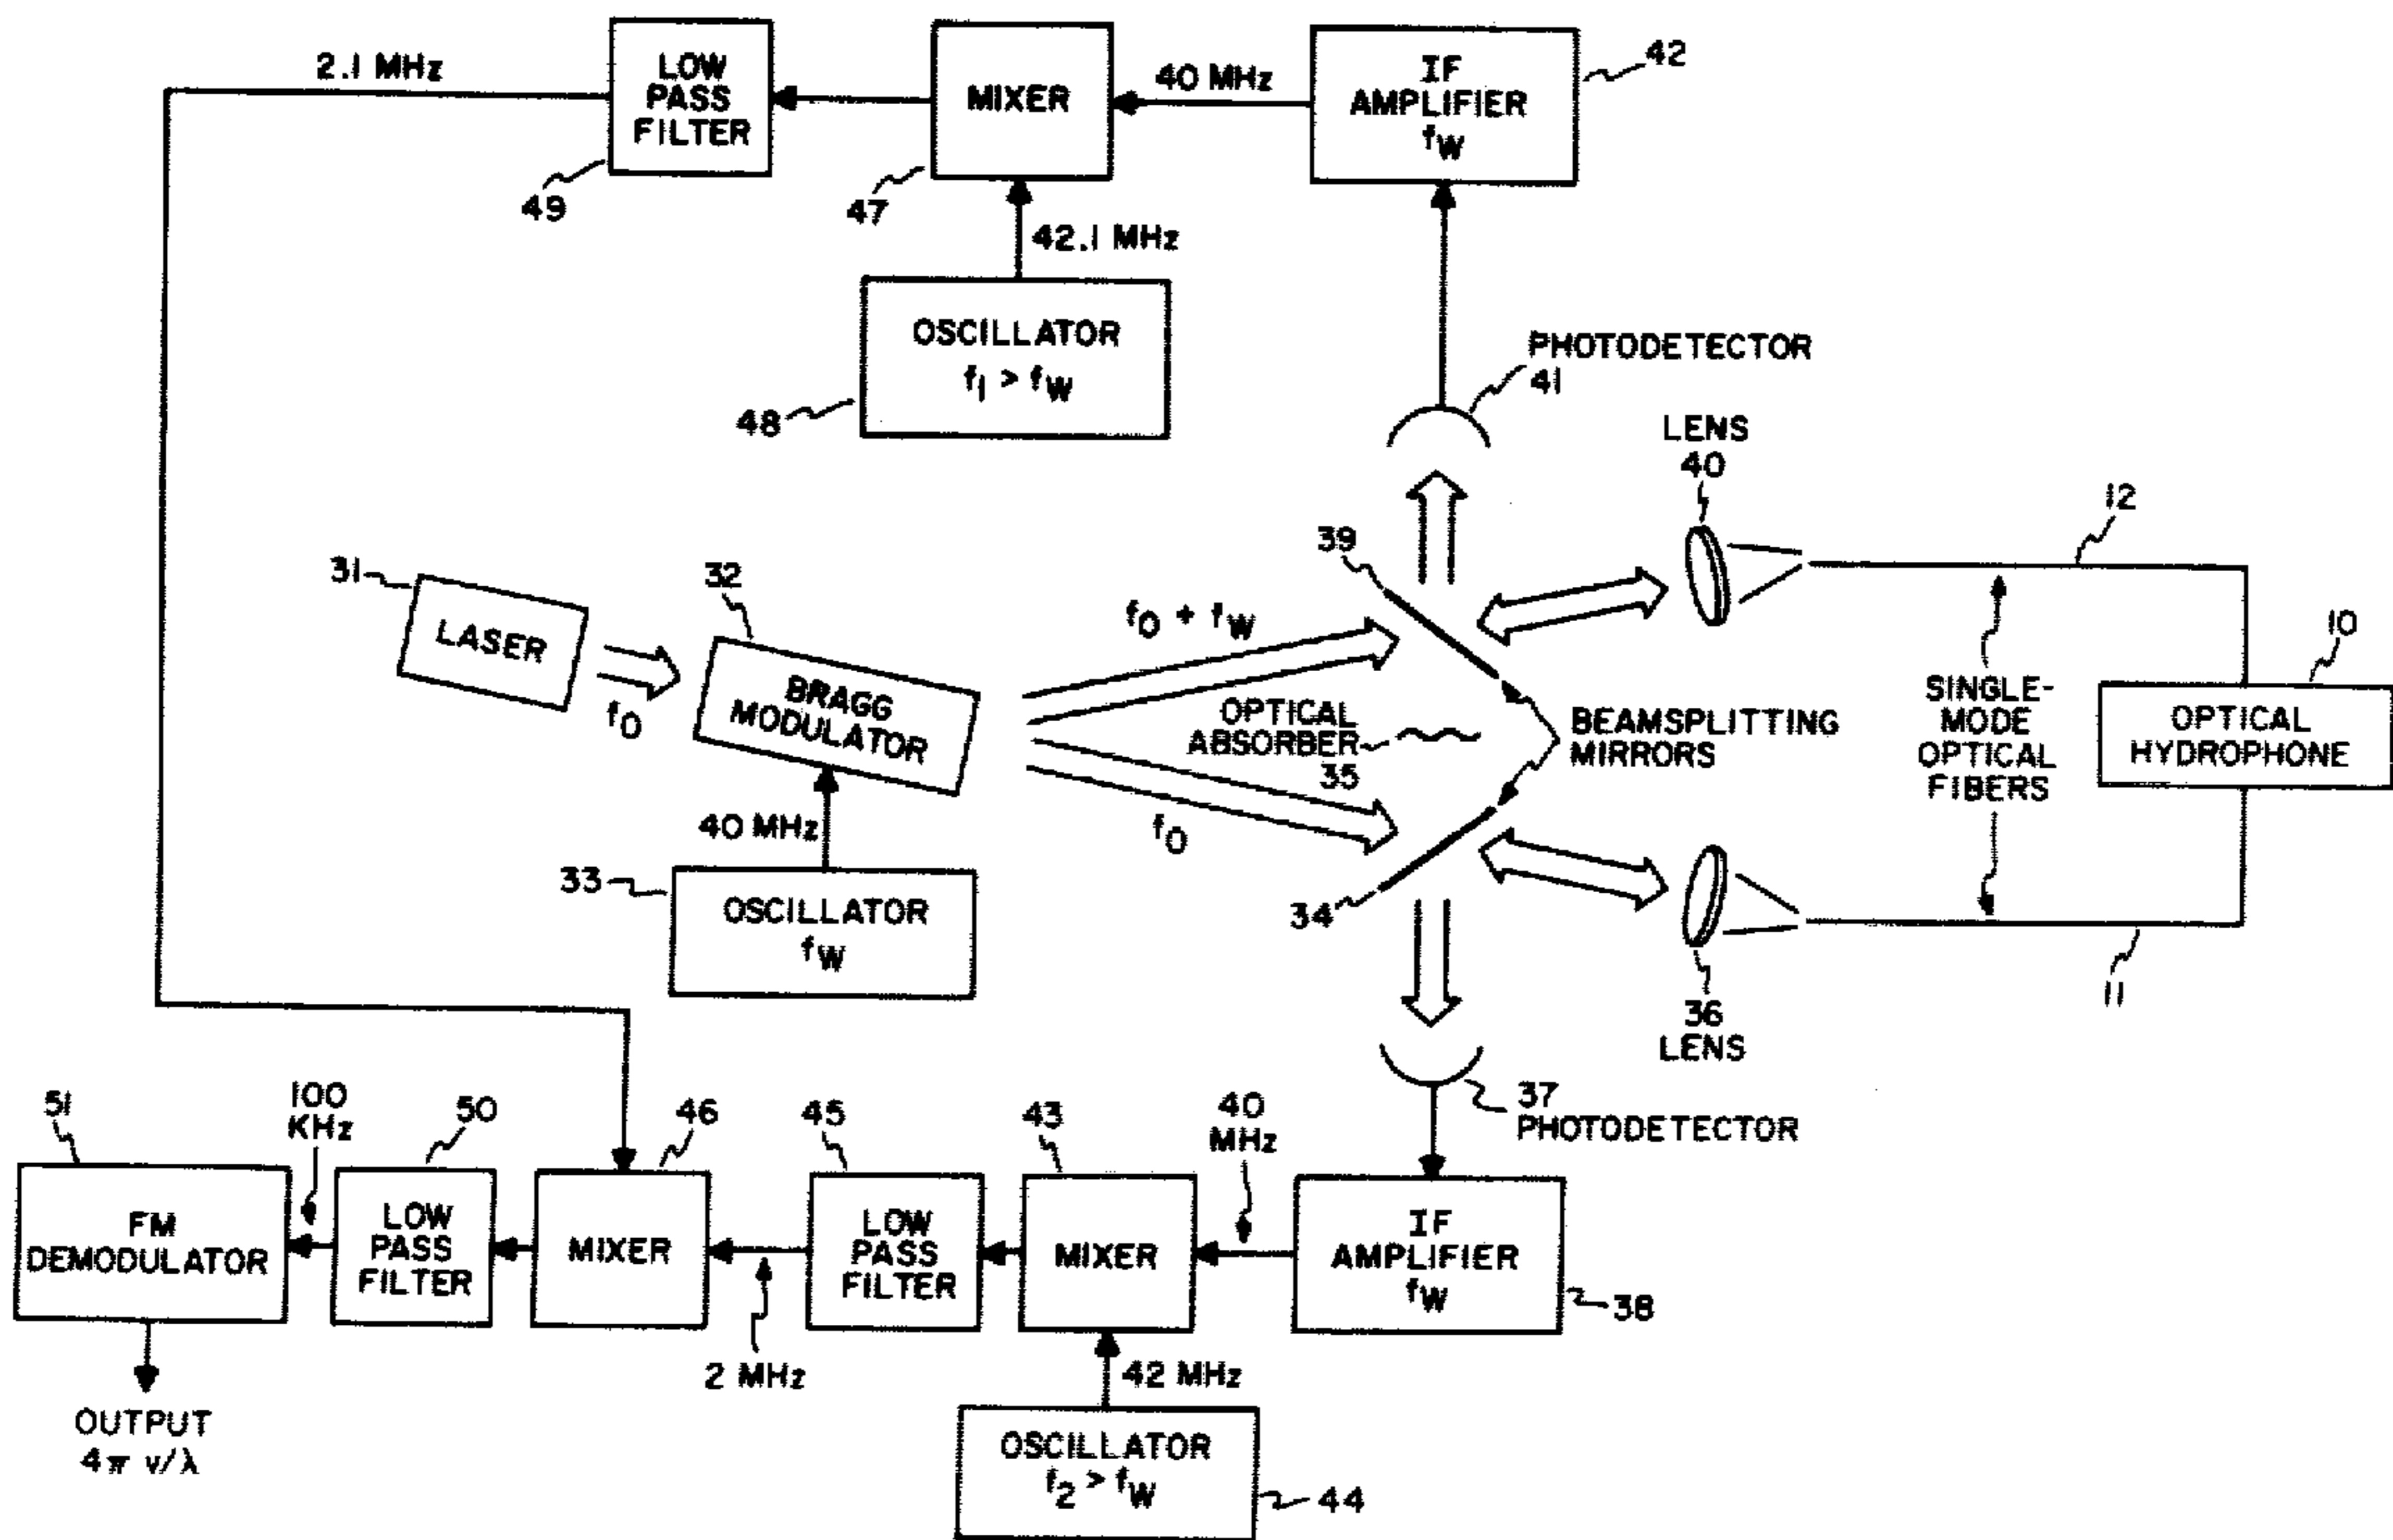 2.1 MHz
LOW
PASS
FILTER
49
MIXER
47
40 MHz
IF
AMPLIFIER
fW
42
42.1 MHz
OSCILLATOR
f1 > fW
48
PHOTODETECTOR
41
LENS
40
12
39
31
LASER
f0
32
BRAGG
MODULATOR
f0 + fW
OPTICAL
ABSORBER
35
BEAMSPLITTING
MIRRORS
SINGLE-
MODE
OPTICAL
FIBERS
10
OPTICAL
HYDROPHONE
f0
40 MHz
33
OSCILLATOR
fW
34
36
LENS
11
37
PHOTODETECTOR
51
FM
DEMODULATOR
100
KHz
50
LOW
PASS
FILTER
46
MIXER
45
LOW
PASS
FILTER
2 MHz
43
MIXER
40
MHz
IF
AMPLIFIER
fW
38
42 MHz
OSCILLATOR
f2 > fW
44
OUTPUT
4π v/λ